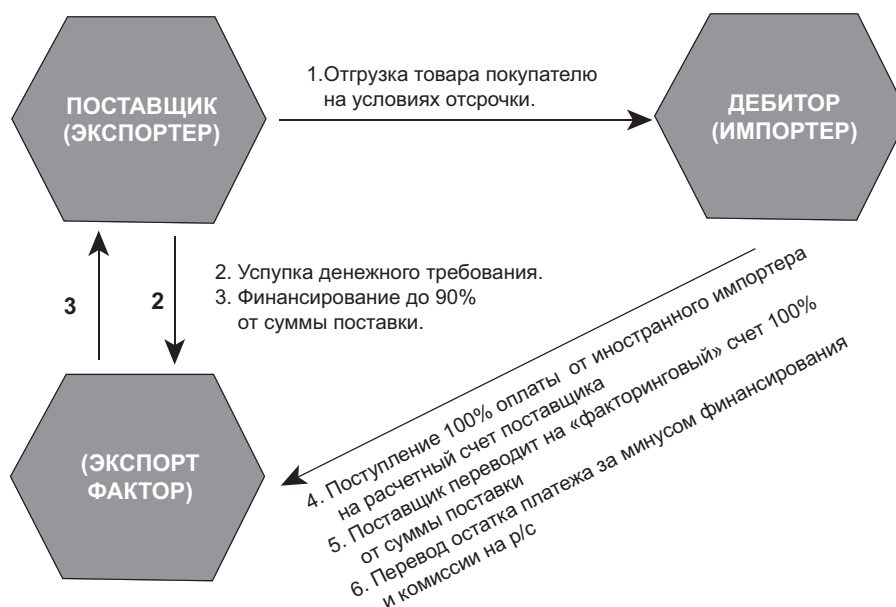 ПОСТАВЩИК
(ЭКСПОРТЕР)
1.Отгрузка товара покупателю
на условиях отсрочки.
ДЕБИТОР
(ИМПОРТЕР)
3
2
2. Успупка денежного требования.
3. Финансирование до 90%
от суммы поставки.
(ЭКСПОРТ
ФАКТОР)
4. Поступление 100% оплаты от иностранного импортера
на расчетный счет поставщика
5. Поставщик переводит на «факторинговый» счет 100%
от суммы поставки
6. Перевод остатка платежа за минусом финансирования
и комиссии на р/с